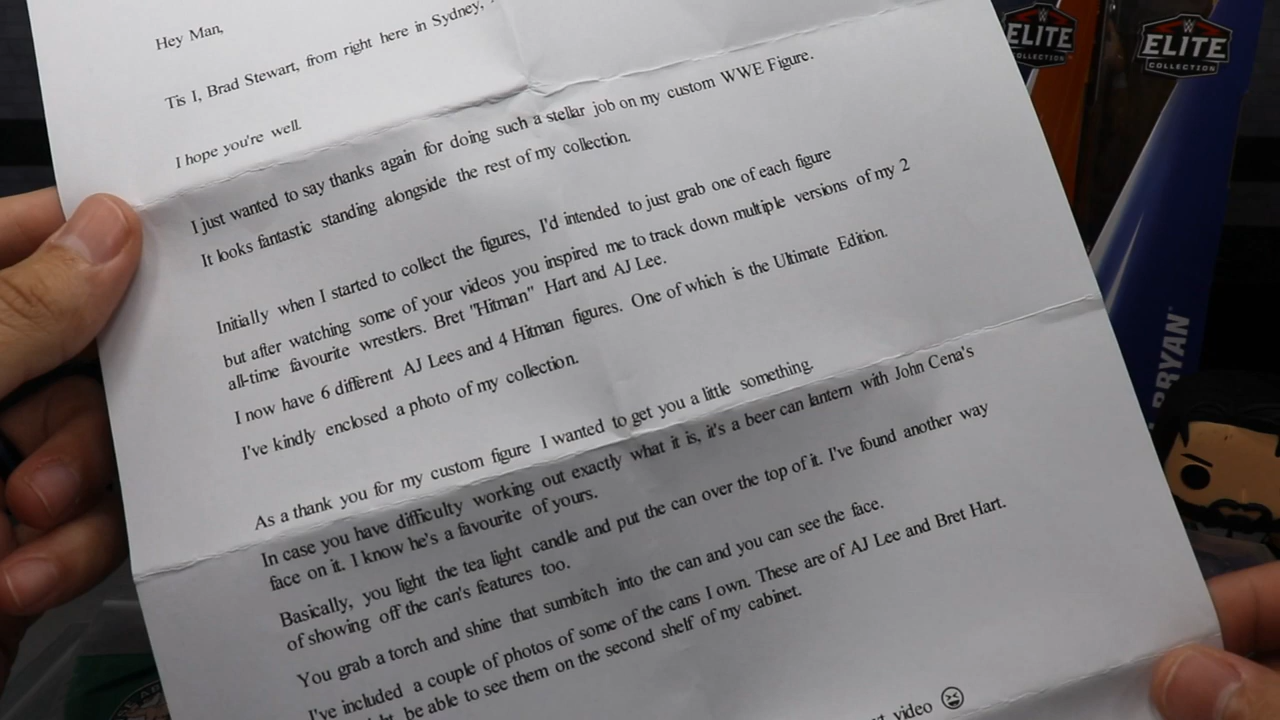 Hey Man,
Tis I, Brad Stewart, from right here in Sydney,
I hope you're well.
I just wanted to say thanks again for doing such a stellar job on my custom WWE Figure.
It looks fantastic standing alongside the rest of my collection.
Initially when I started to collect the figures, I'd intended to just grab one of each figure
but after watching some of your videos you inspired me to track down multiple versions of my 2
all-time favourite wrestlers. Bret "Hitman" Hart and AJ Lee.
I now have 6 different AJ Lees and 4 Hitman figures. One of which is the Ultimate Edition.
I've kindly enclosed a photo of my collection.
As a thank you for my custom figure I wanted to get you a little something.
In case you have difficulty working out exactly what it is, it's a beer can lantern with John Cena's
face on it. I know he's a favourite of yours.
Basically, you light the tea light candle and put the can over the top of it. I've found another way
of showing off the can's features too.
You grab a torch and shine that sumbitch into the can and you can see the face.
I've included a couple of photos of some of the cans I own. These are of AJ Lee and Bret Hart.
be able to see them on the second shelf of my cabinet.
video 😆
ELITE
COLLECTION
ELITE
COLLECTION
BRYAN